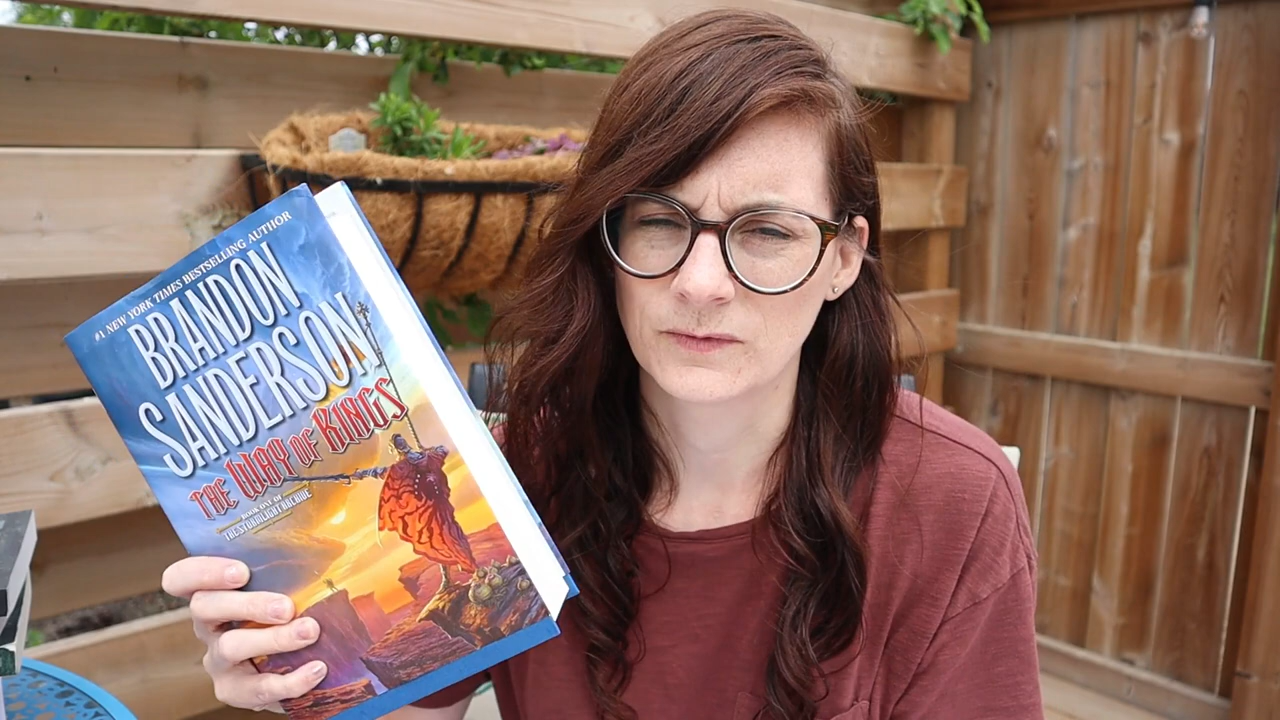 #1 NEW YORK TIMES BESTSELLING AUTHOR
BRANDON
SANDERSON
THE WAY OF KINGS
BOOK ONE OF
THE STORMLIGHT ARCHIVE